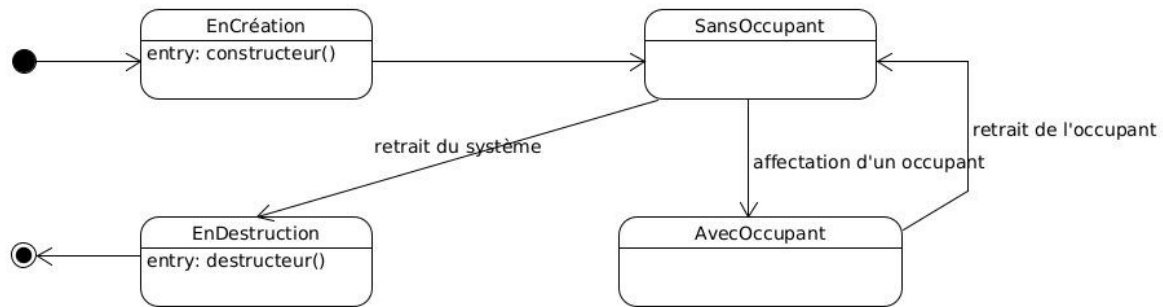 EnCréation
entry: constructeur()
SansOccupant
retrait du système
affectation d'un occupant
retrait de l'occupant
EnDestruction
entry: destructeur()
AvecOccupant